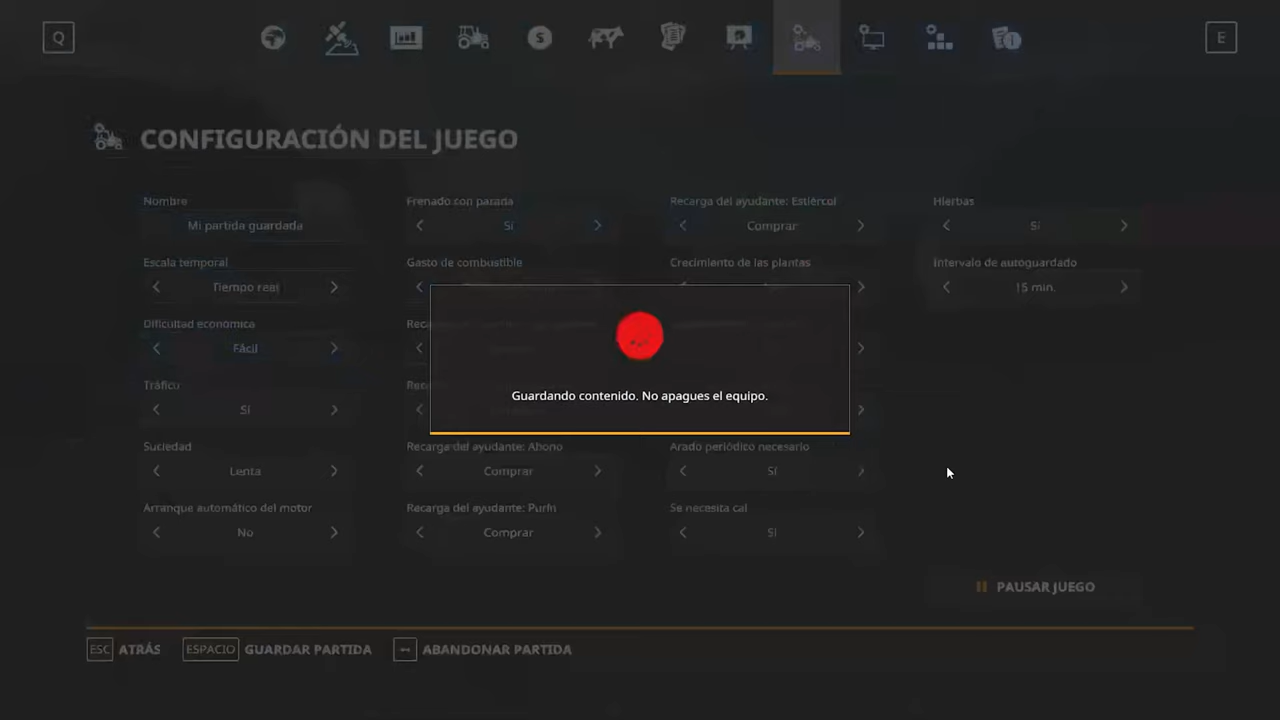 Q
E
CONFIGURACIÓN DEL JUEGO
Nombre
Mi partida guardada
Escala temporal
Tiempo real
Dificultad económica
Fácil
Tráfico
Sí
Suciedad
Lenta
Arranque automático del motor
No
Frenado con parada
Sí
Gasto de combustible
Recarga del ayudante: Abono
Comprar
Recarga del ayudante: Purín
Comprar
Recarga del ayudante: Estiércol
Comprar
Crecimiento de las plantas
Arado periódico necesario
Sí
Se necesita cal
Sí
Hierbas
Sí
Intervalo de autoguardado
15 min.
Guardando contenido. No apagues el equipo.
PAUSAR JUEGO
ESC ATRÁS ESPACIO GUARDAR PARTIDA ABANDONAR PARTIDA